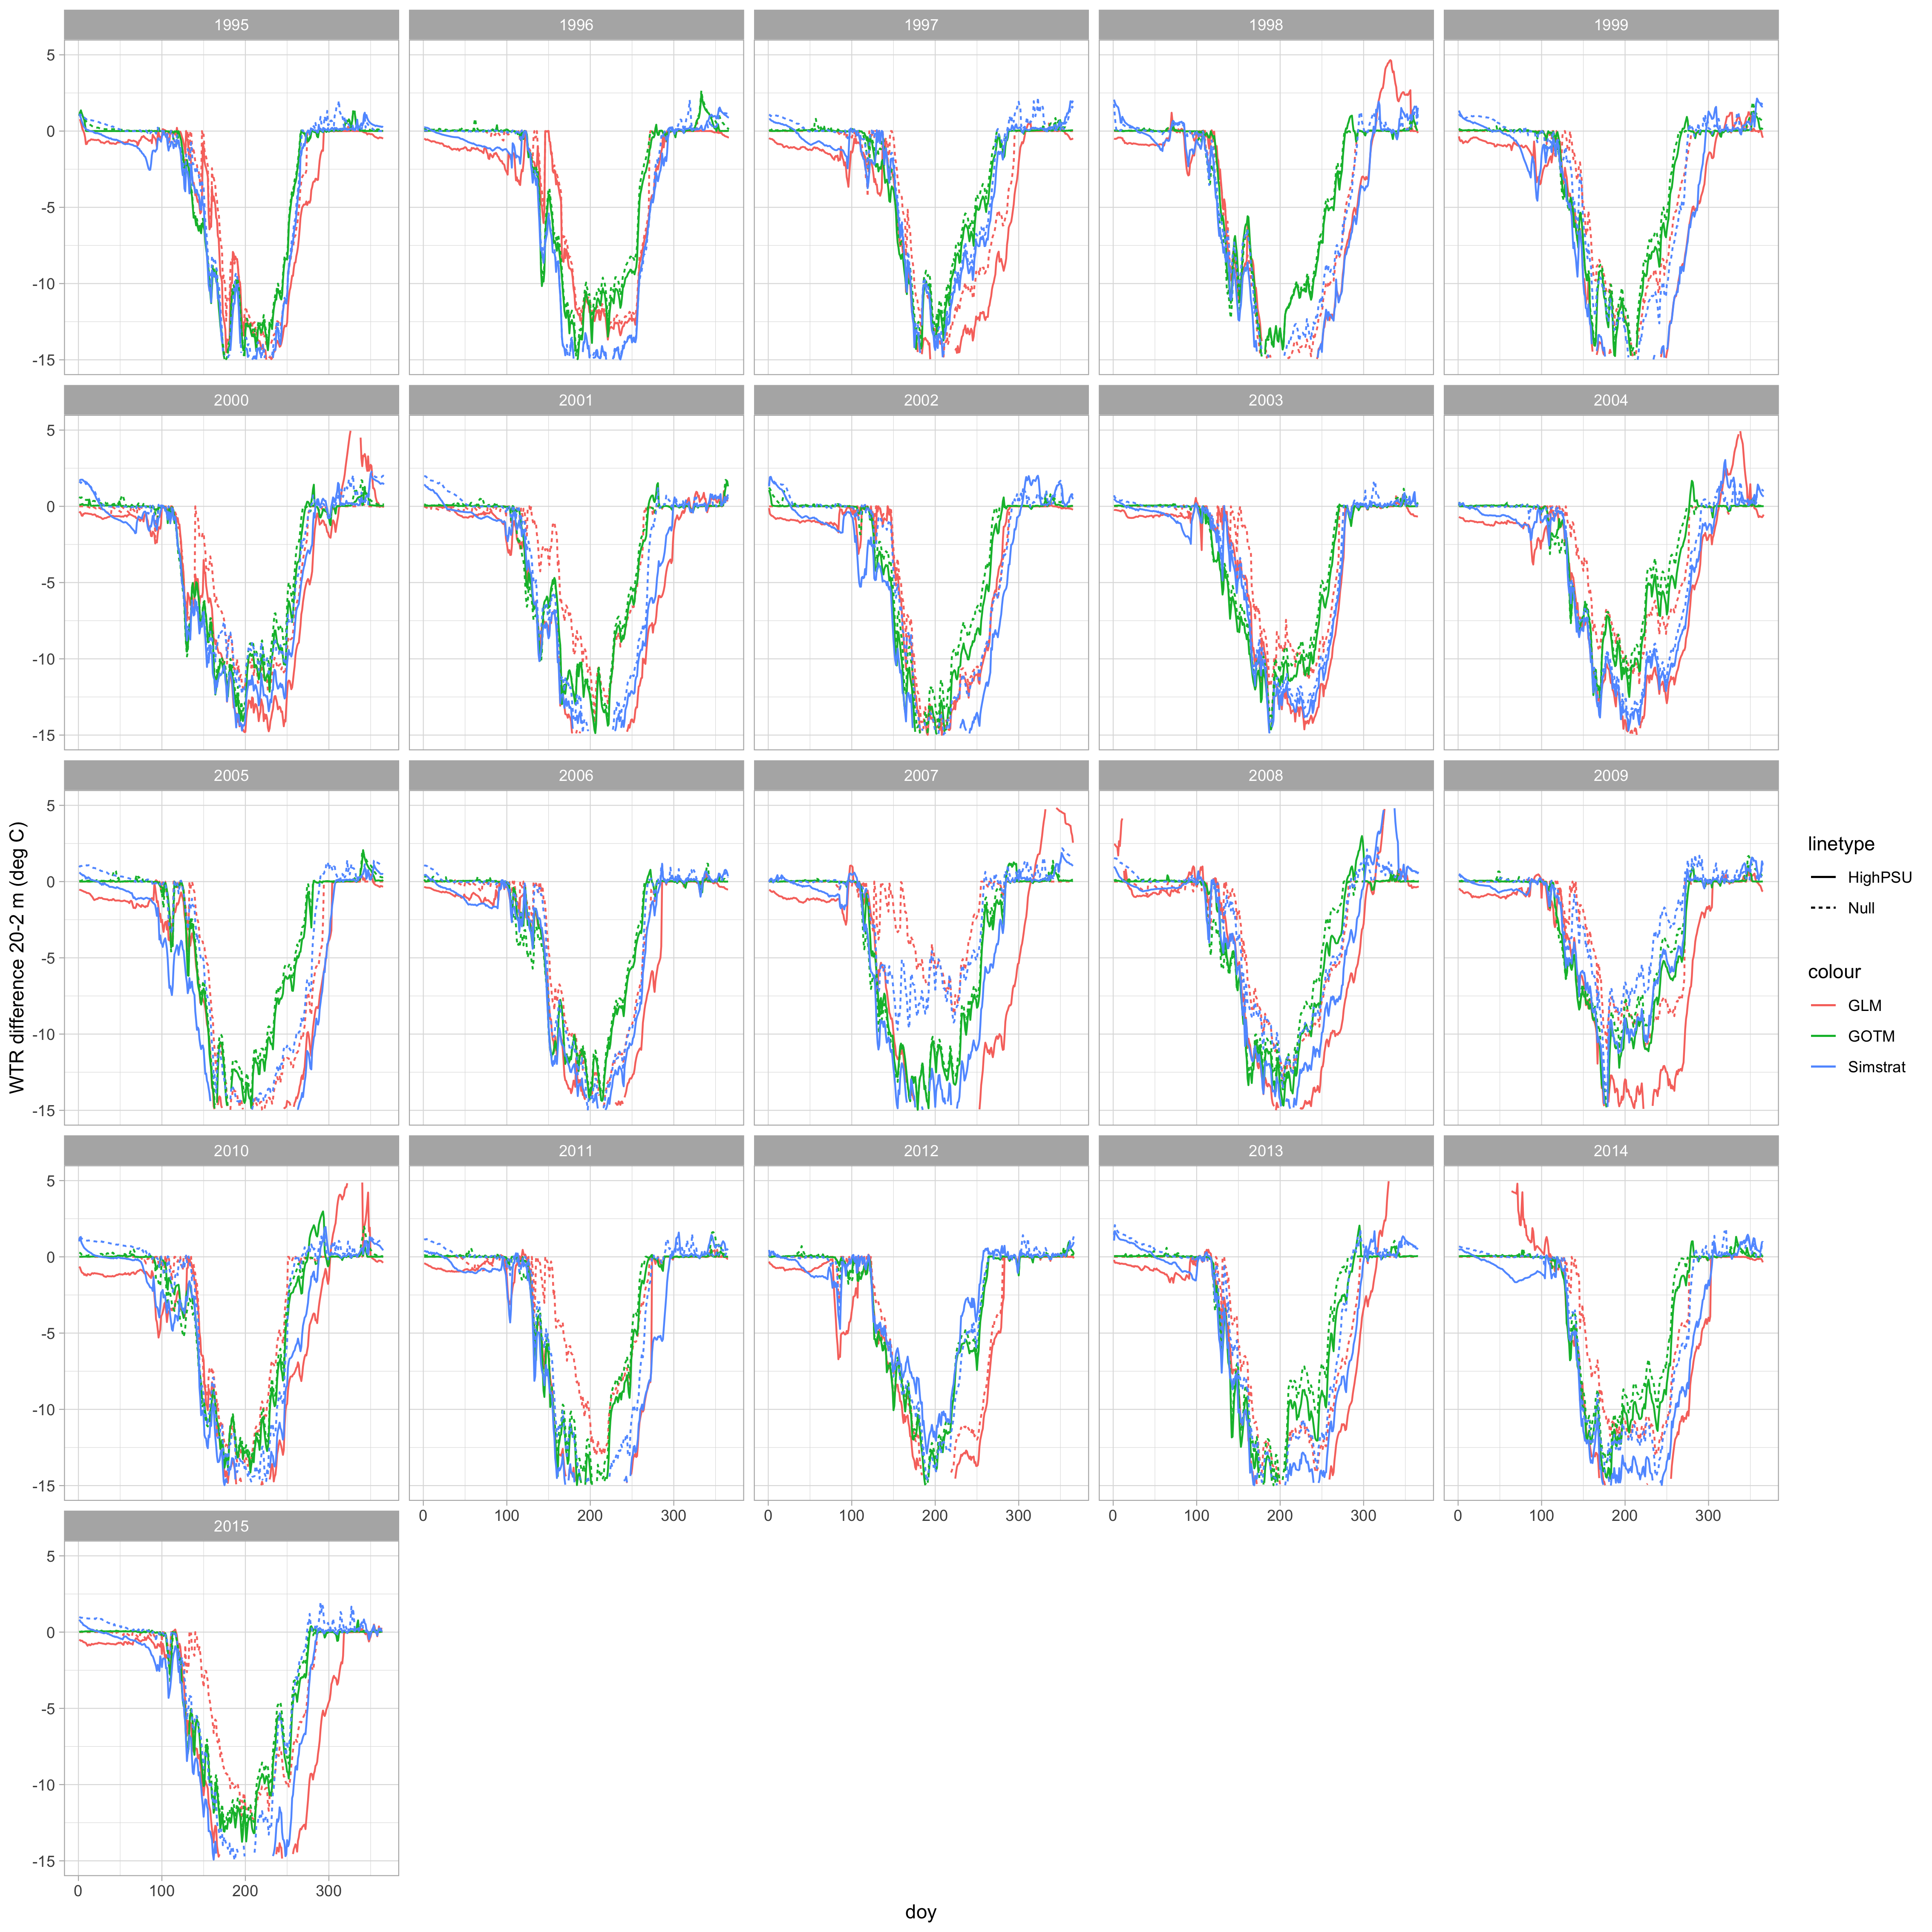 1995 1996 1997 1998 1999
5
0
-5
-10
-15
2000 2001 2002 2003 2004
5
0
-5
-10
-15
2005 2006 2007 2008 2009
5
0
-5
-10
-15
WTR difference 20-2 m (deg C)
linetype
HighPSU
Null
colour
GLM
GOTM
Simstrat
2010 2011 2012 2013 2014
5
0
-5
-10
-15
0 100 200 300 0 100 200 300 0 100 200 300 0 100 200 300
2015
5
0
-5
-10
-15
0 100 200 300
doy